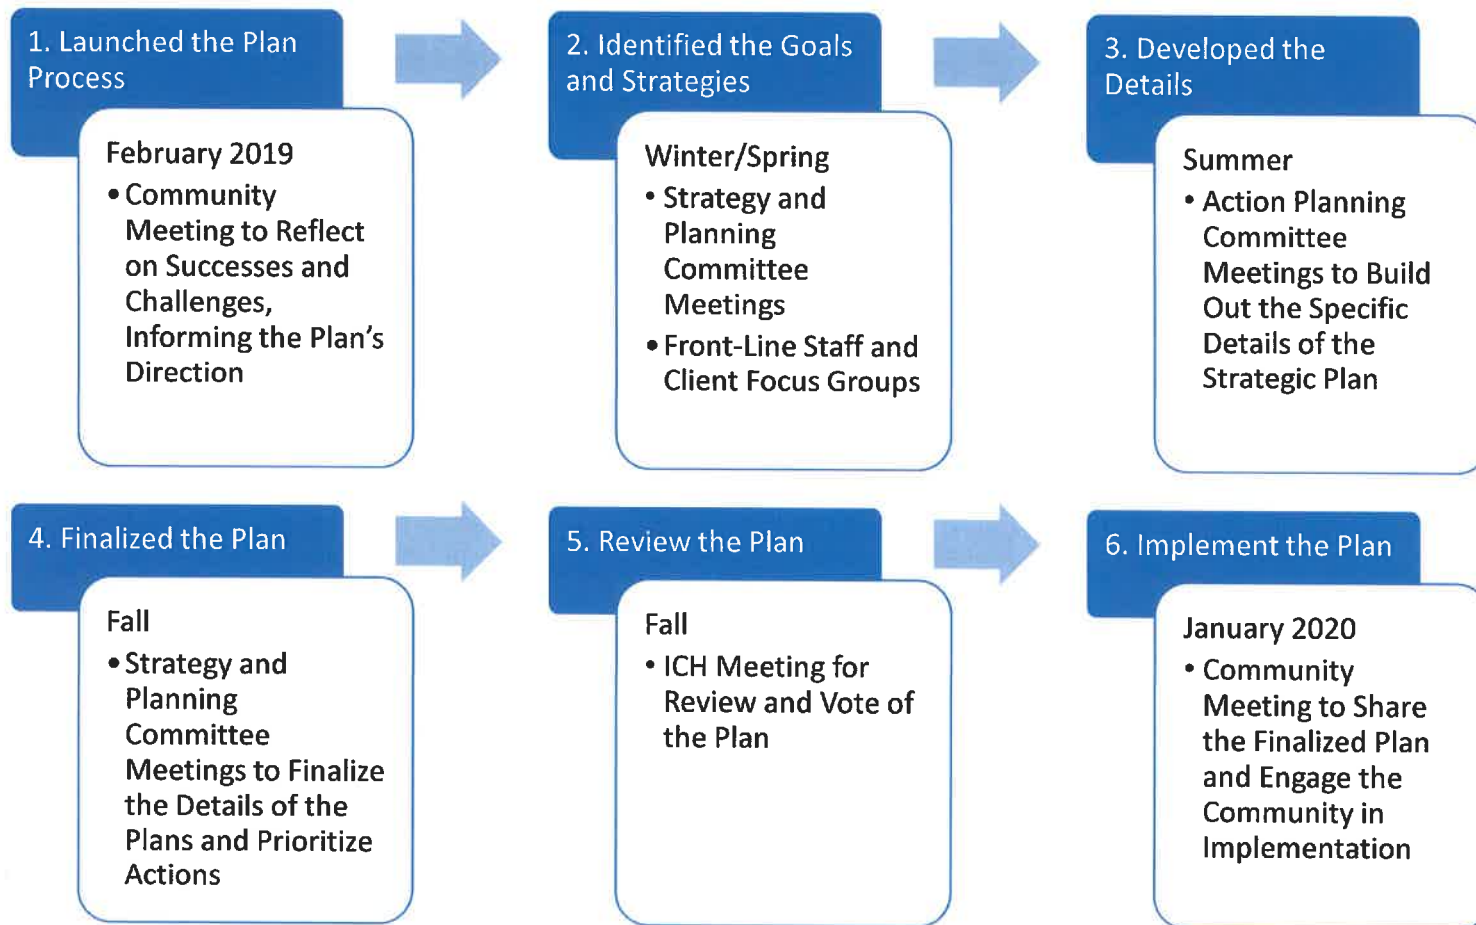 1. Launched the Plan
Process
February 2019
• Community
Meeting to Reflect
on Successes and
Challenges,
Informing the Plan's
Direction
2. Identified the Goals
and Strategies
Winter/Spring
• Strategy and
Planning
Committee
Meetings
• Front-Line Staff and
Client Focus Groups
3. Developed the
Details
Summer
• Action Planning
Committee
Meetings to Build
Out the Specific
Details of the
Strategic Plan
4. Finalized the Plan
Fall
• Strategy and
Planning
Committee
Meetings to Finalize
the Details of the
Plans and Prioritize
Actions
5. Review the Plan
Fall
• ICH Meeting for
Review and Vote of
the Plan
6. Implement the Plan
January 2020
• Community
Meeting to Share
the Finalized Plan
and Engage the
Community in
Implementation